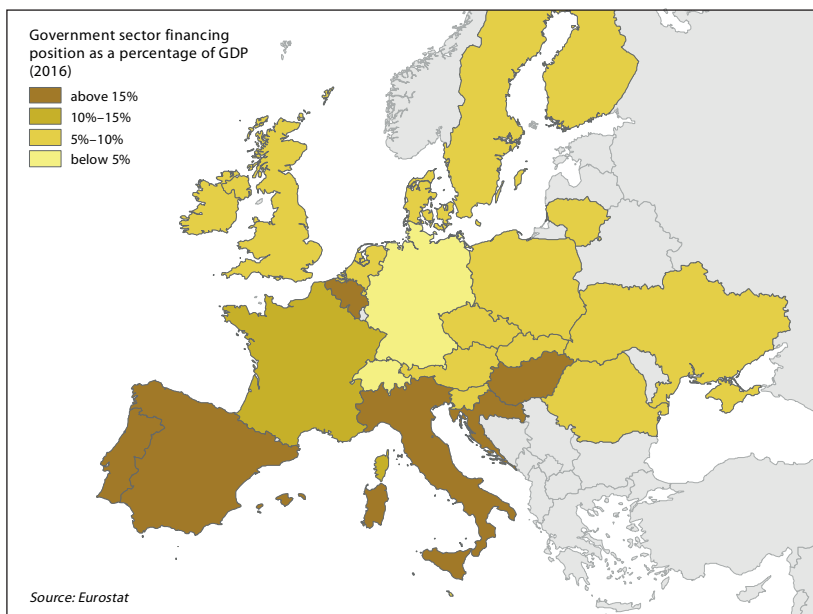 Government sector financing
position as a percentage of GDP
(2016)
above 15%
10%–15%
5%–10%
below 5%
Source: Eurostat